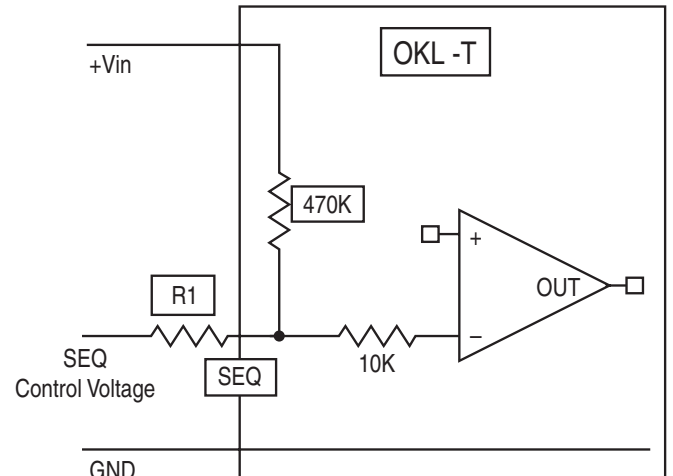 OKL -T
+Vin
470K
+
OUT
R1
–
SEQ
Control Voltage
SEQ
10K
GND